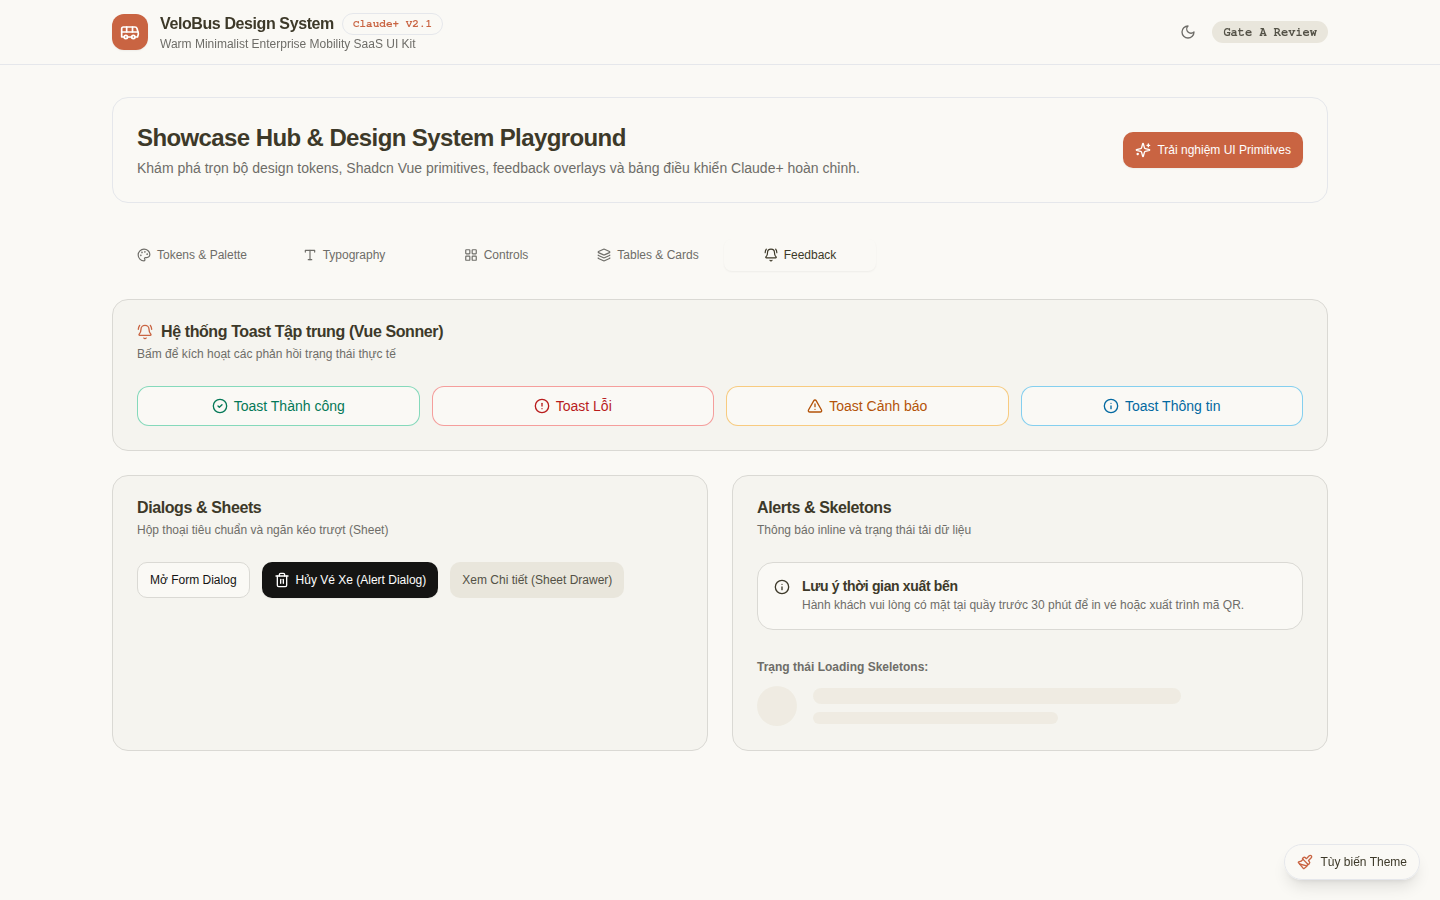 VeloBus Design System
Claude+ V2.1
Warm Minimalist Enterprise Mobility SaaS UI Kit
Gate A Review
Showcase Hub & Design System Playground
Khám phá trọn bộ design tokens, Shadcn Vue primitives, feedback overlays và bảng điều khiển Claude+ hoàn chỉnh.
Trải nghiệm UI Primitives
Tokens & Palette
Typography
Controls
Tables & Cards
Feedback
Hệ thống Toast Tập trung (Vue Sonner)
Bấm để kích hoạt các phản hồi trạng thái thực tế
Toast Thành công
Toast Lỗi
Toast Cảnh báo
Toast Thông tin
Dialogs & Sheets
Hộp thoại tiêu chuẩn và ngăn kéo trượt (Sheet)
Mở Form Dialog
Hủy Vé Xe (Alert Dialog)
Xem Chi tiết (Sheet Drawer)
Alerts & Skeletons
Thông báo inline và trạng thái tải dữ liệu
Lưu ý thời gian xuất bến
Hành khách vui lòng có mặt tại quầy trước 30 phút để in vé hoặc xuất trình mã QR.
Trạng thái Loading Skeletons:
Tùy biến Theme